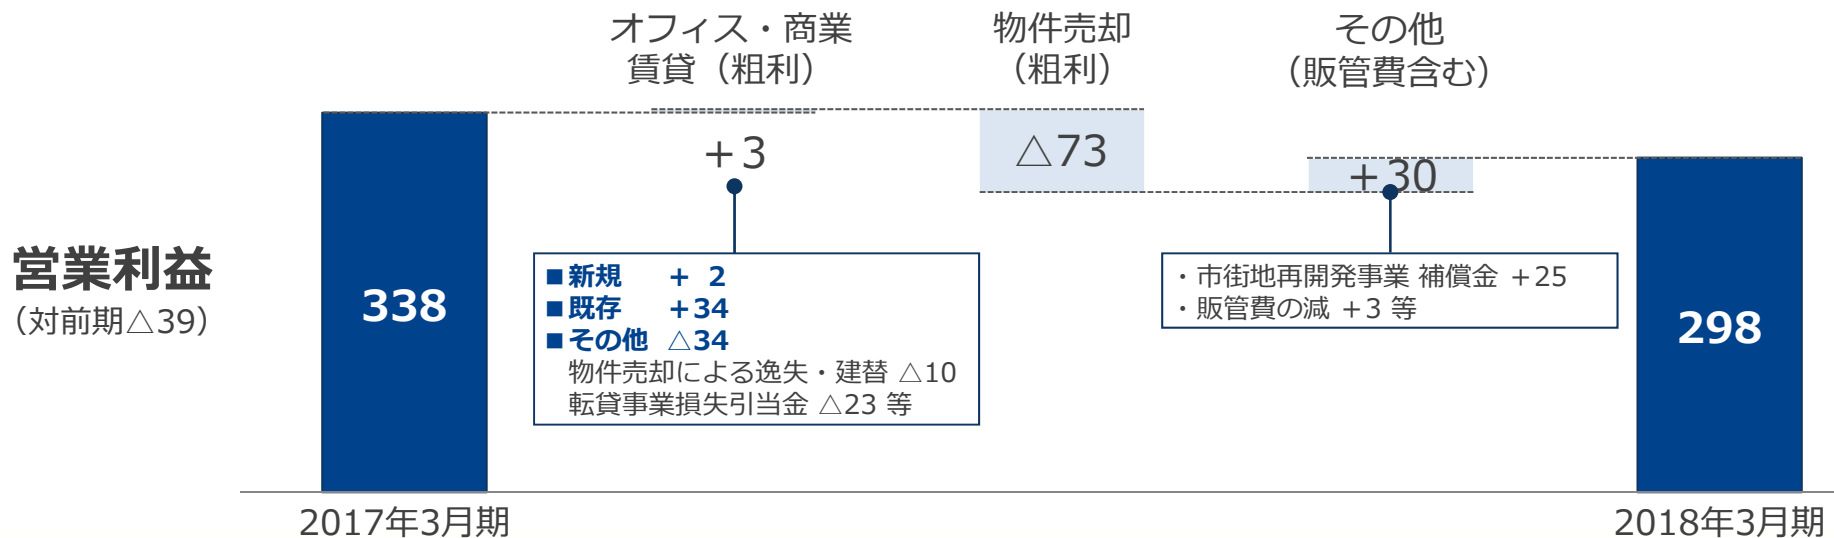 オフィス・商業
賃貸（粗利）
物件売却
（粗利）
その他
（販管費含む）
＋3
△73
＋30
営業利益
（対前期△39）
338
■新規 + 2
■既存 +34
■その他 △34
物件売却による逸失・建替 △10
転貸事業損失引当金 △23 等
・市街地再開発事業 補償金 ＋25
・販管費の減 ＋3 等
298
2017年3月期
2018年3月期